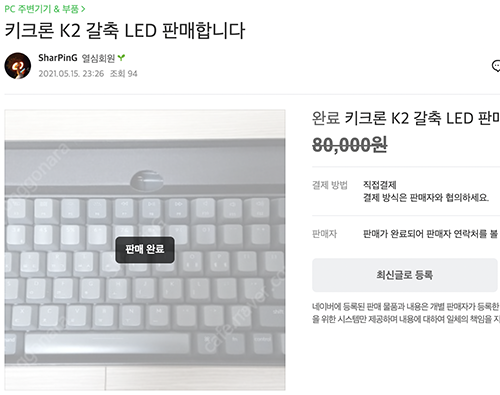 PC 주변기기 & 부품 >
키크론 K2 갈축 LED 판매합니다
SharPinG 열심회원
2021.05.15. 23:26 조회 94
완료 키크론 K2 갈축 LED 판매
80,000원
판매 완료
결제 방법 직접결제
결제 방식은 판매자와 협의하세요.
판매자 판매가 완료되어 판매자 연락처를 볼
최신글로 등록
네이버에 등록된 판매 물품과 내용은 개별 판매자가 등록한
을 위한 시스템만 제공하며 내용에 대하여 일체의 책임을 지